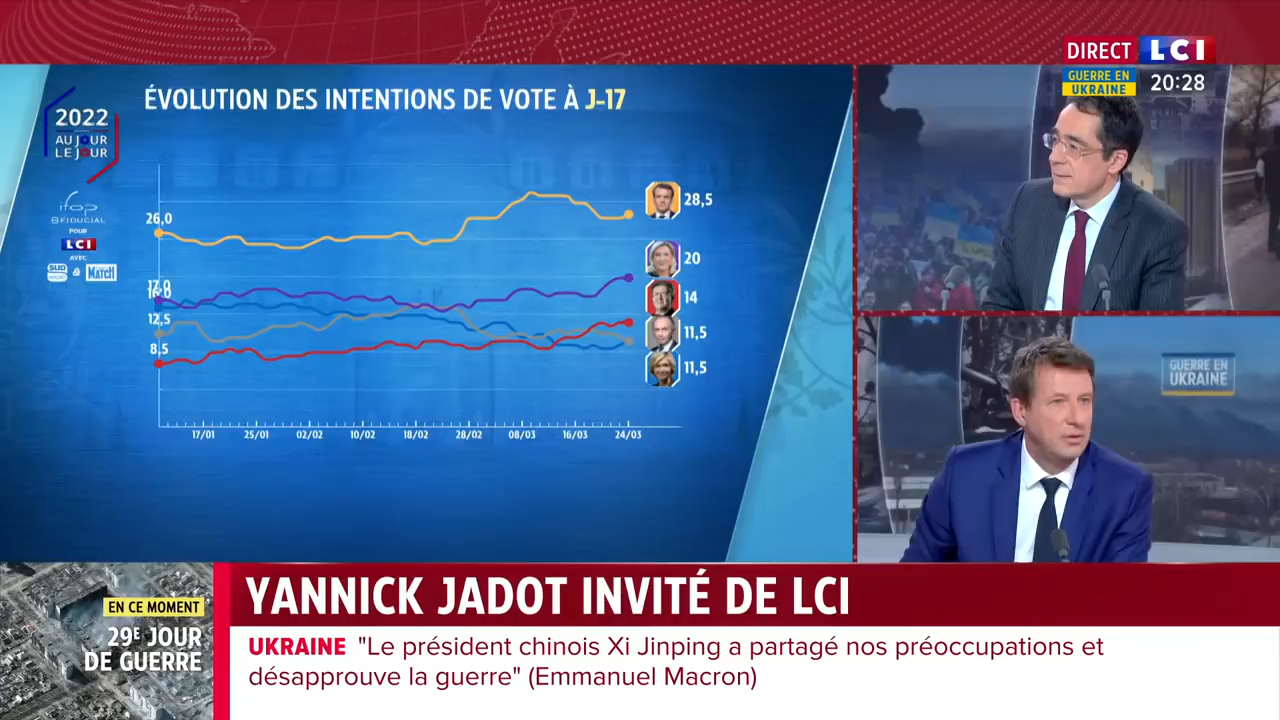 DIRECT LCI
GUERRE EN
UKRAINE
20:28
ÉVOLUTION DES INTENTIONS DE VOTE À J-17
2022
AU JOUR
LE JOUR
ifop
FIDUCIAL
POUR
LCI
AVEC
SUD
RADIO
&
MATCH
26,0
12,5
8,5
28,5
20
14
11,5
11,5
17/01 25/01 02/02 10/02 18/02 28/02 08/03 16/03 24/03
GUERRE EN
UKRAINE
YANNICK JADOT INVITÉ DE LCI
EN CE MOMENT
29E JOUR
DE GUERRE
UKRAINE "Le président chinois Xi Jinping a partagé nos préoccupations et
désapprouve la guerre" (Emmanuel Macron)